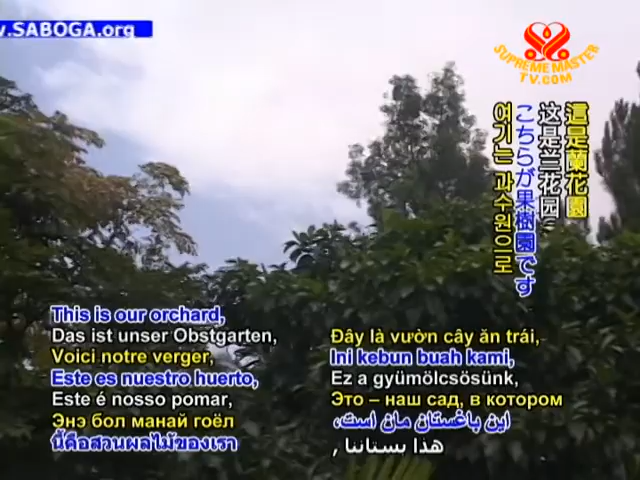 w.SABOGA.org
SUPREME MASTER
TV.COM
這是蘭花園
这是兰花园
こちらが果樹園です
여기는 과수원으로
This is our orchard,
Das ist unser Obstgarten,
Voici notre verger,
Este es nuestro huerto,
Este é nosso pomar,
Энэ бол манай гоёл
นี้คือสวนผลไม้ของเรา
Đây là vườn cây ăn trái,
Ini kebun buah kami,
Ez a gyümölcsösünk,
Это – наш сад, в котором
این باغستان مان است،
هذا بستاننا ,